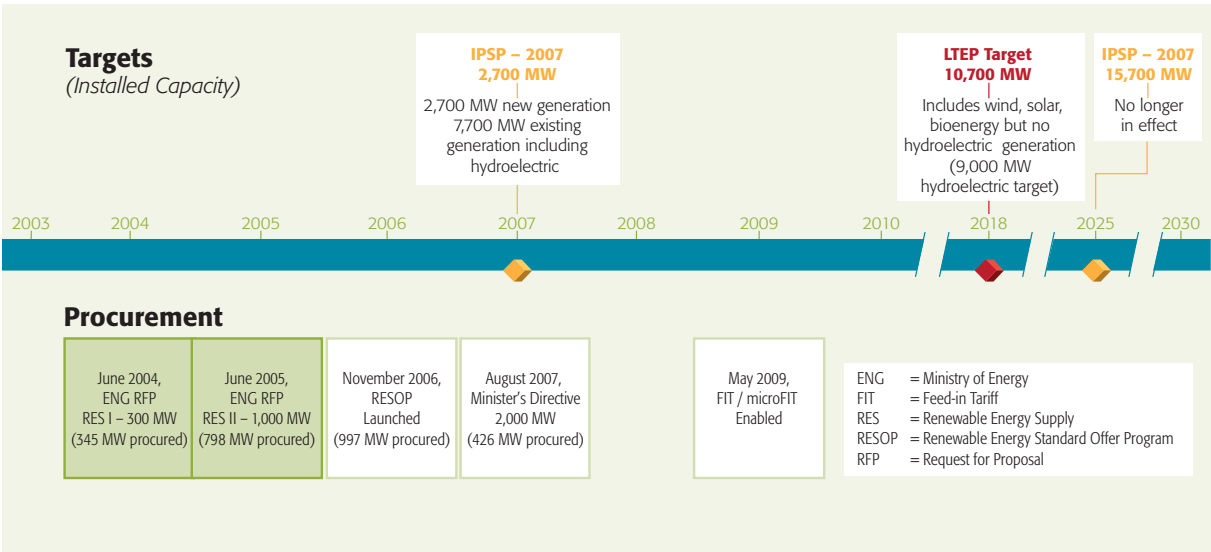 Targets
(Installed Capacity)
IPSP – 2007
2,700 MW
2,700 MW new generation
7,700 MW existing
generation including
hydroelectric
LTEP Target
10,700 MW
Includes wind, solar,
bioenergy but no
hydroelectric generation
(9,000 MW
hydroelectric target)
IPSP – 2007
15,700 MW
No longer
in effect
2003 2004 2005 2006 2007 2008 2009 2010 2018 2025 2030
Procurement
June 2004,
ENG RFP
RES I – 300 MW
(345 MW procured)
June 2005,
ENG RFP
RES II – 1,000 MW
(798 MW procured)
November 2006,
RESOP
Launched
(997 MW procured)
August 2007,
Minister's Directive
2,000 MW
(426 MW procured)
May 2009,
FIT / microFIT
Enabled
ENG = Ministry of Energy
FIT = Feed-in Tariff
RES = Renewable Energy Supply
RESOP = Renewable Energy Standard Offer Program
RFP = Request for Proposal